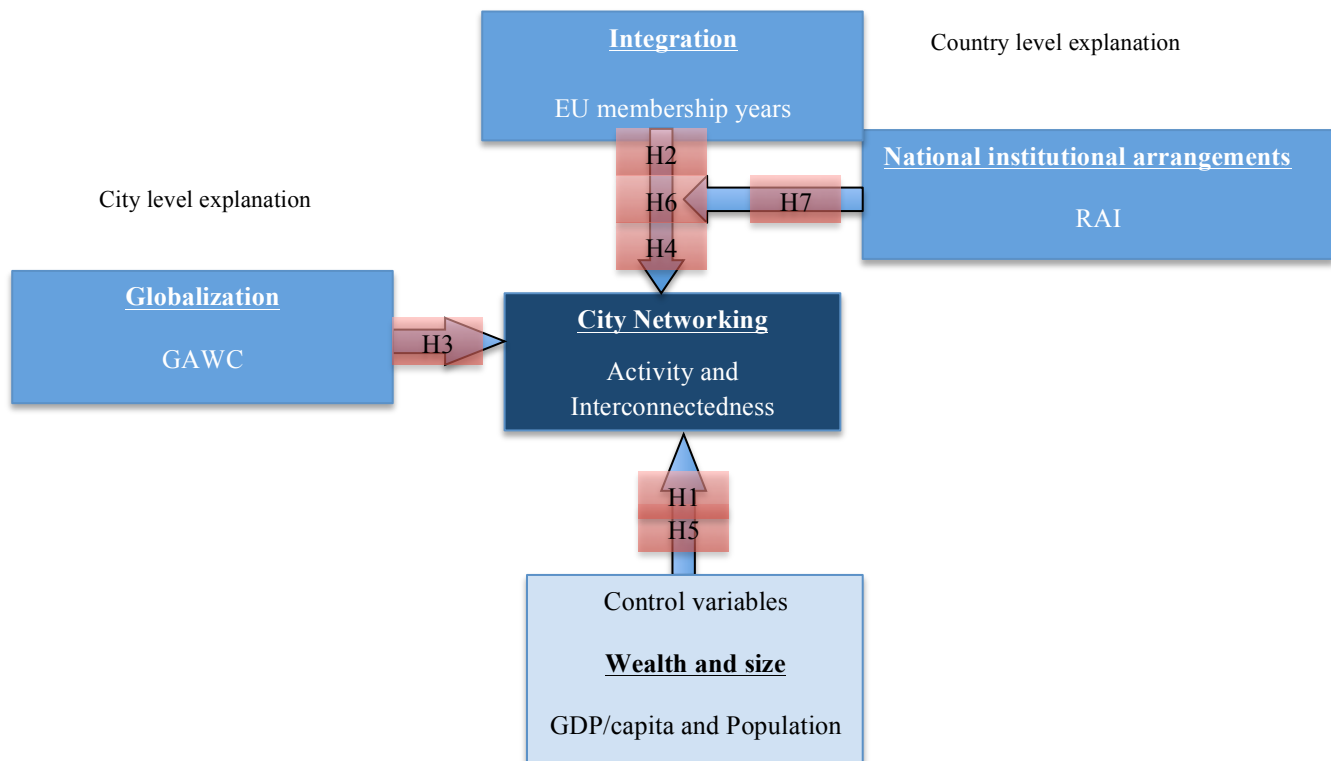 Integration
EU membership years
Country level explanation
National institutional arrangements
RAI
H2
H6
H4
H7
City level explanation
Globalization
GAWC
H3
City Networking
Activity and
Interconnectedness
H1
H5
Control variables
Wealth and size
GDP/capita and Population